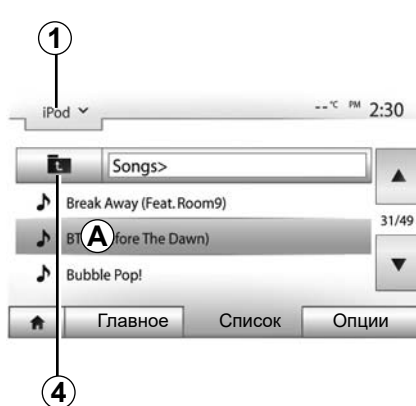 1
iPod --°C PM 2:30
Songs>
Break Away (Feat. Room9)
31/49
A fore The Dawn)
Bubble Pop!
Главное Список Опции
4